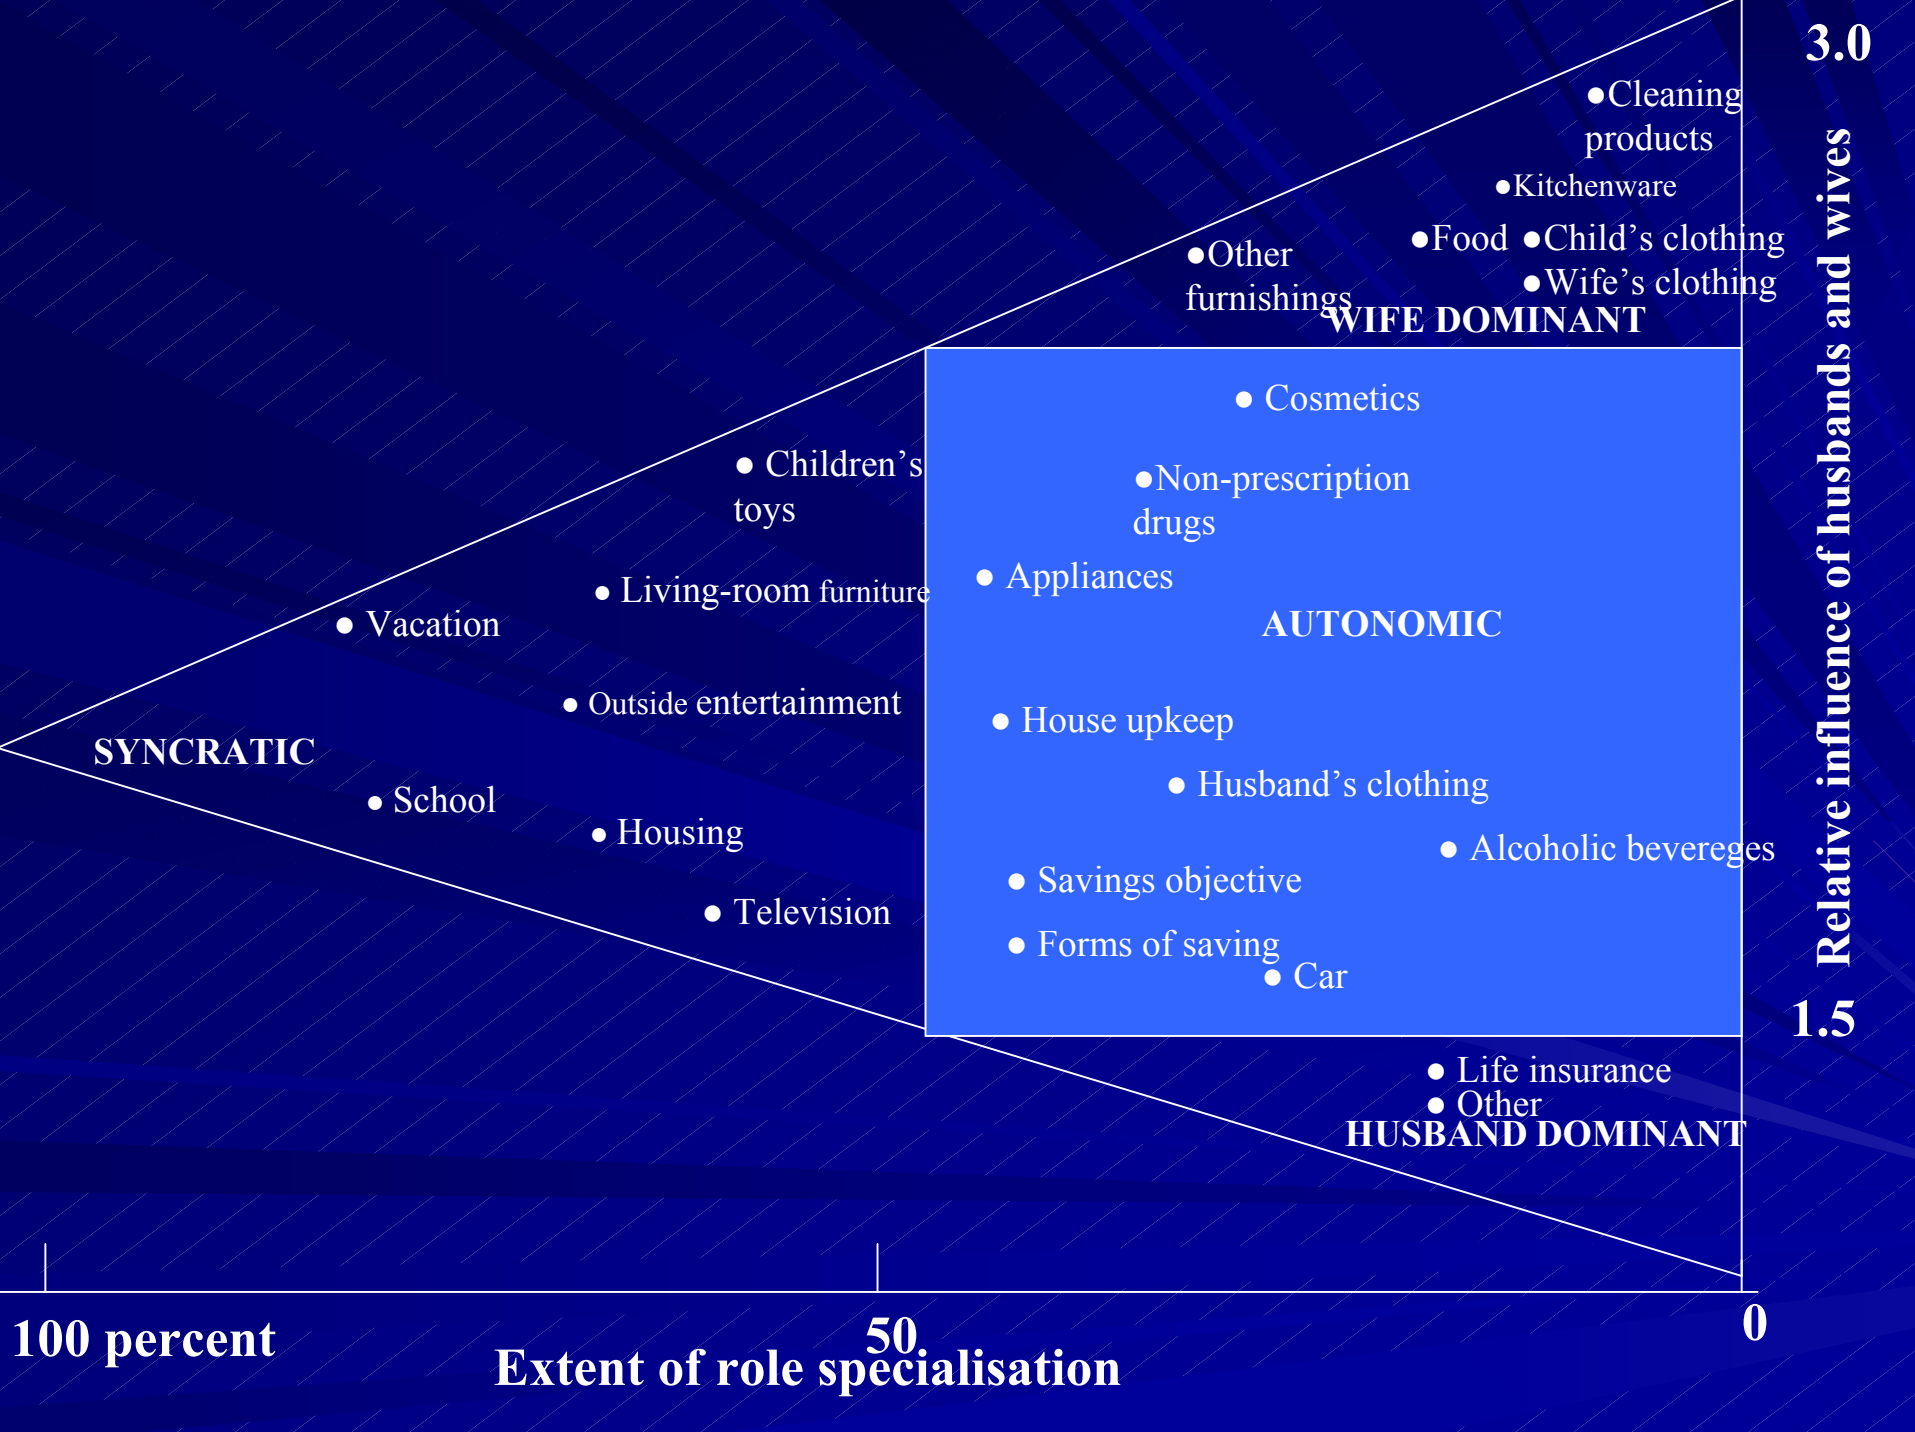 3.0
●Cleaning
products
●Kitchenware
●Food ●Child’s clothing
●Other
furnishings
●Wife’s clothing
WIFE DOMINANT
● Cosmetics
● Children’s
toys
●Non-prescription
drugs
● Appliances
● Living-room furniture
● Vacation
AUTONOMIC
● Outside entertainment
● House upkeep
SYNCRATIC
● Husband’s clothing
● School
● Housing
● Alcoholic bevereges
● Savings objective
● Television
● Forms of saving
● Car
Relative influence of husbands and wives
1.5
● Life insurance
● Other
HUSBAND DOMINANT
100 percent
50
0
Extent of role specialisation